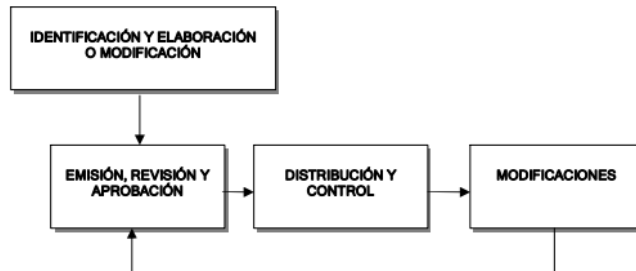 IDENTIFICACIÓN Y ELABORACIÓN
O MODIFICACIÓN
EMISIÓN, REVISIÓN Y
APROBACIÓN
DISTRIBUCIÓN Y
CONTROL
MODIFICACIONES